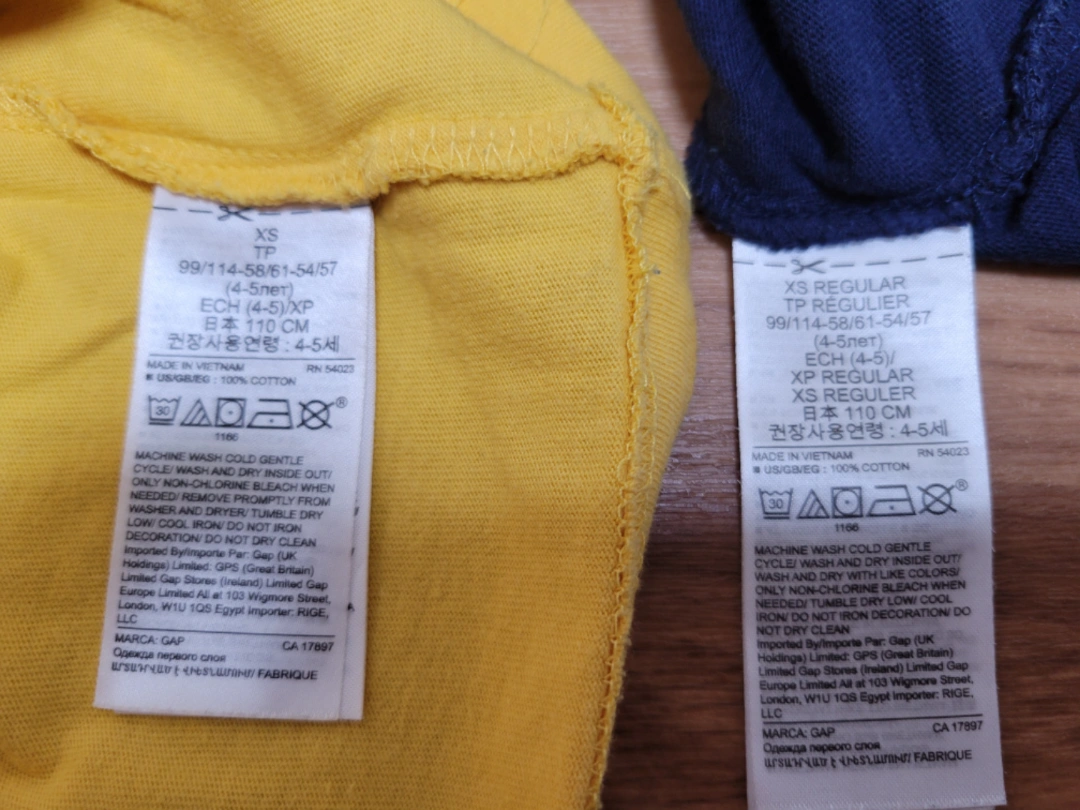 XS
TP
99/114-58/61-54/57
(4-5лет)
ECH (4-5)/XP
日本 110 CM
권장사용연령 : 4-5세
MADE IN VIETNAM RN 54023
US/GB/EG : 100% COTTON
30 ®
1166
MACHINE WASH COLD GENTLE
CYCLE/ WASH AND DRY INSIDE OUT/
ONLY NON-CHLORINE BLEACH WHEN
NEEDED/ REMOVE PROMPTLY FROM
WASHER AND DRYER/ TUMBLE DRY
LOW/ COOL IRON/ DO NOT IRON
DECORATION/ DO NOT DRY CLEAN
Imported By/Importe Par: Gap (UK
Holdings) Limited: GPS (Great Britain)
Limited Gap Stores (Ireland) Limited Gap
Europe Limited All at 103 Wigmore Street,
London, W1U 1QS Egypt Importer: RIGE,
LLC
MARCA: GAP CA 17897
Одежда первого слоя
ԱՐՏԱԴՐՎԱԾ Է ՎԻԵՏՆԱՄՈՒՄ/ FABRIQUE
XS REGULAR
TP RÉGULIER
99/114-58/61-54/57
(4-5лет)
ECH (4-5)/
XP REGULAR
XS REGULER
日本 110 CM
권장사용연령 : 4-5세
MADE IN VIETNAM RN 54023
US/GB/EG : 100% COTTON
30 ®
1166
MACHINE WASH COLD GENTLE
CYCLE/ WASH AND DRY INSIDE OUT/
WASH AND DRY WITH LIKE COLORS/
ONLY NON-CHLORINE BLEACH WHEN
NEEDED/ TUMBLE DRY LOW/ COOL
IRON/ DO NOT IRON DECORATION/ DO
NOT DRY CLEAN
Imported By/Importe Par: Gap (UK
Holdings) Limited: GPS (Great Britain)
Limited Gap Stores (Ireland) Limited Gap
Europe Limited All at 103 Wigmore Street,
London, W1U 1QS Egypt Importer: RIGE,
LLC
MARCA: GAP CA 17897
Одежда первого слоя
ԱՐՏԱԴՐՎԱԾ Է ՎԻԵՏՆԱՄՈՒՄ/ FABRIQUE